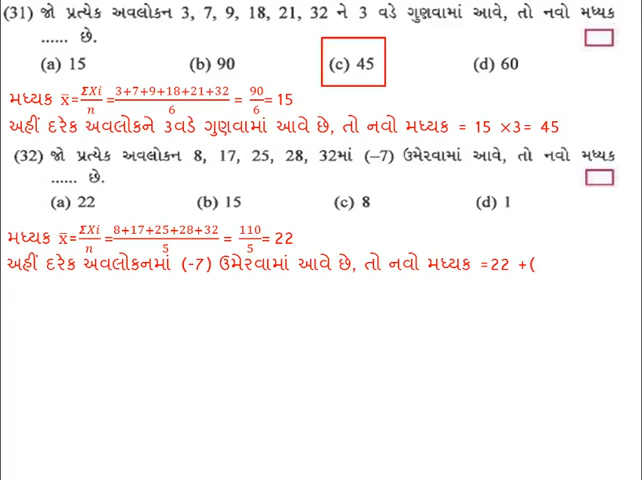 (31) જો પ્રત્યેક અવલોકન 3, 7, 9, 18, 21, 32 ને 3 વડે ગુણવામાં આવે, તો નવો મધ્યક
...... છે.
(a) 15 (b) 90 (c) 45 (d) 60
મધ્યક x̅=ΣXi/n=3+7+9+18+21+32/6 = 90/6 = 15
અહીં દરેક અવલોકનને 3વડે ગુણવામાં આવે છે, તો નવો મધ્યક = 15 ×3= 45
(32) જો પ્રત્યેક અવલોકન 8, 17, 25, 28, 32માં (–7) ઉમેરવામાં આવે, તો નવો મધ્યક
...... છે.
(a) 22 (b) 15 (c) 8 (d) 1
મધ્યક x̅=ΣXi/n=8+17+25+28+32/5 = 110/5 = 22
અહીં દરેક અવલોકનમાં (-7) ઉમેરવામાં આવે છે, તો નવો મધ્યક =22 +(